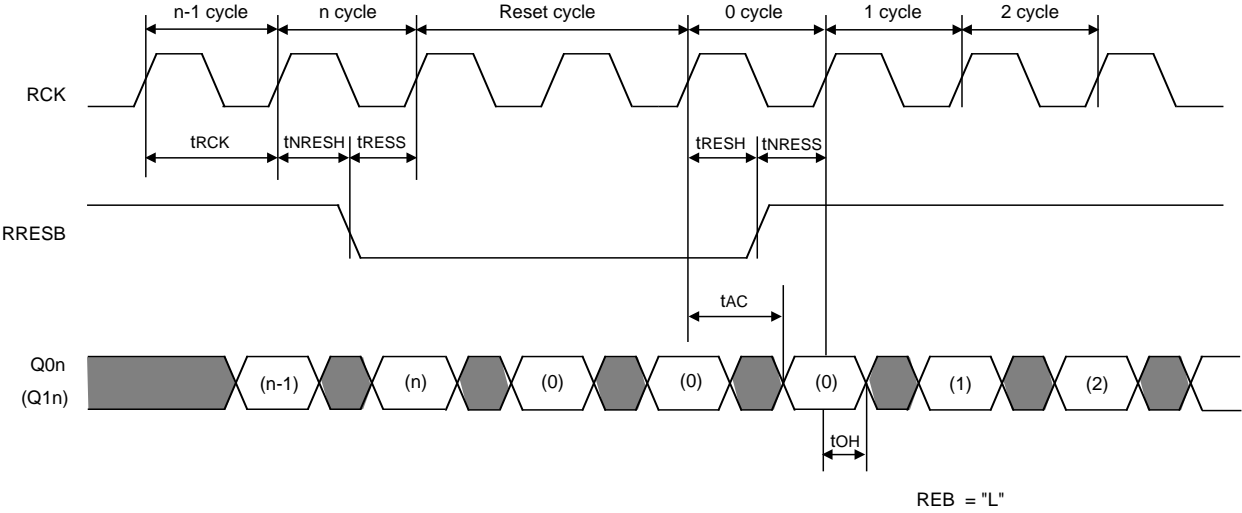 n-1 cycle n cycle Reset cycle 0 cycle 1 cycle 2 cycle
RCK
tRCK tNRESH tRESS tRESH tNRESS
RRESB
tAC
Q0n
(Q1n)
(n-1) (n) (0) (0) (0) (1) (2)
tOH
REB = "L"